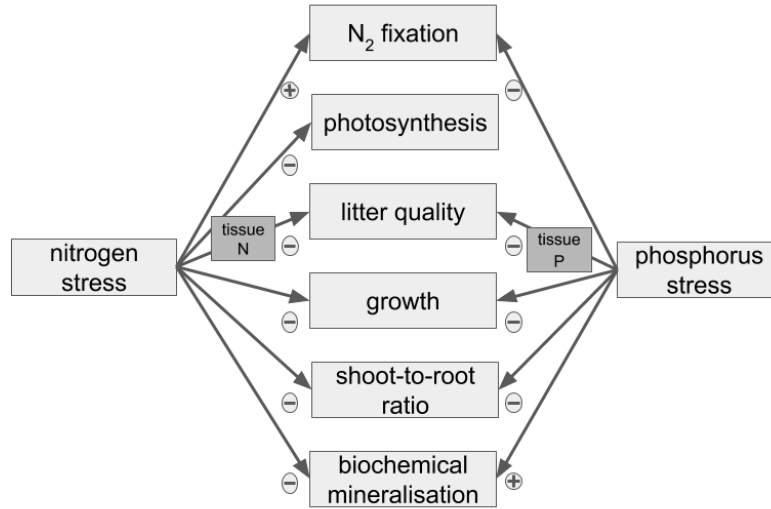 N₂ fixation
+
−
photosynthesis
−
litter quality
tissue
N
−
−
tissue
P
nitrogen
stress
phosphorus
stress
growth
−
−
shoot-to-root
ratio
−
−
biochemical
mineralisation
−
+